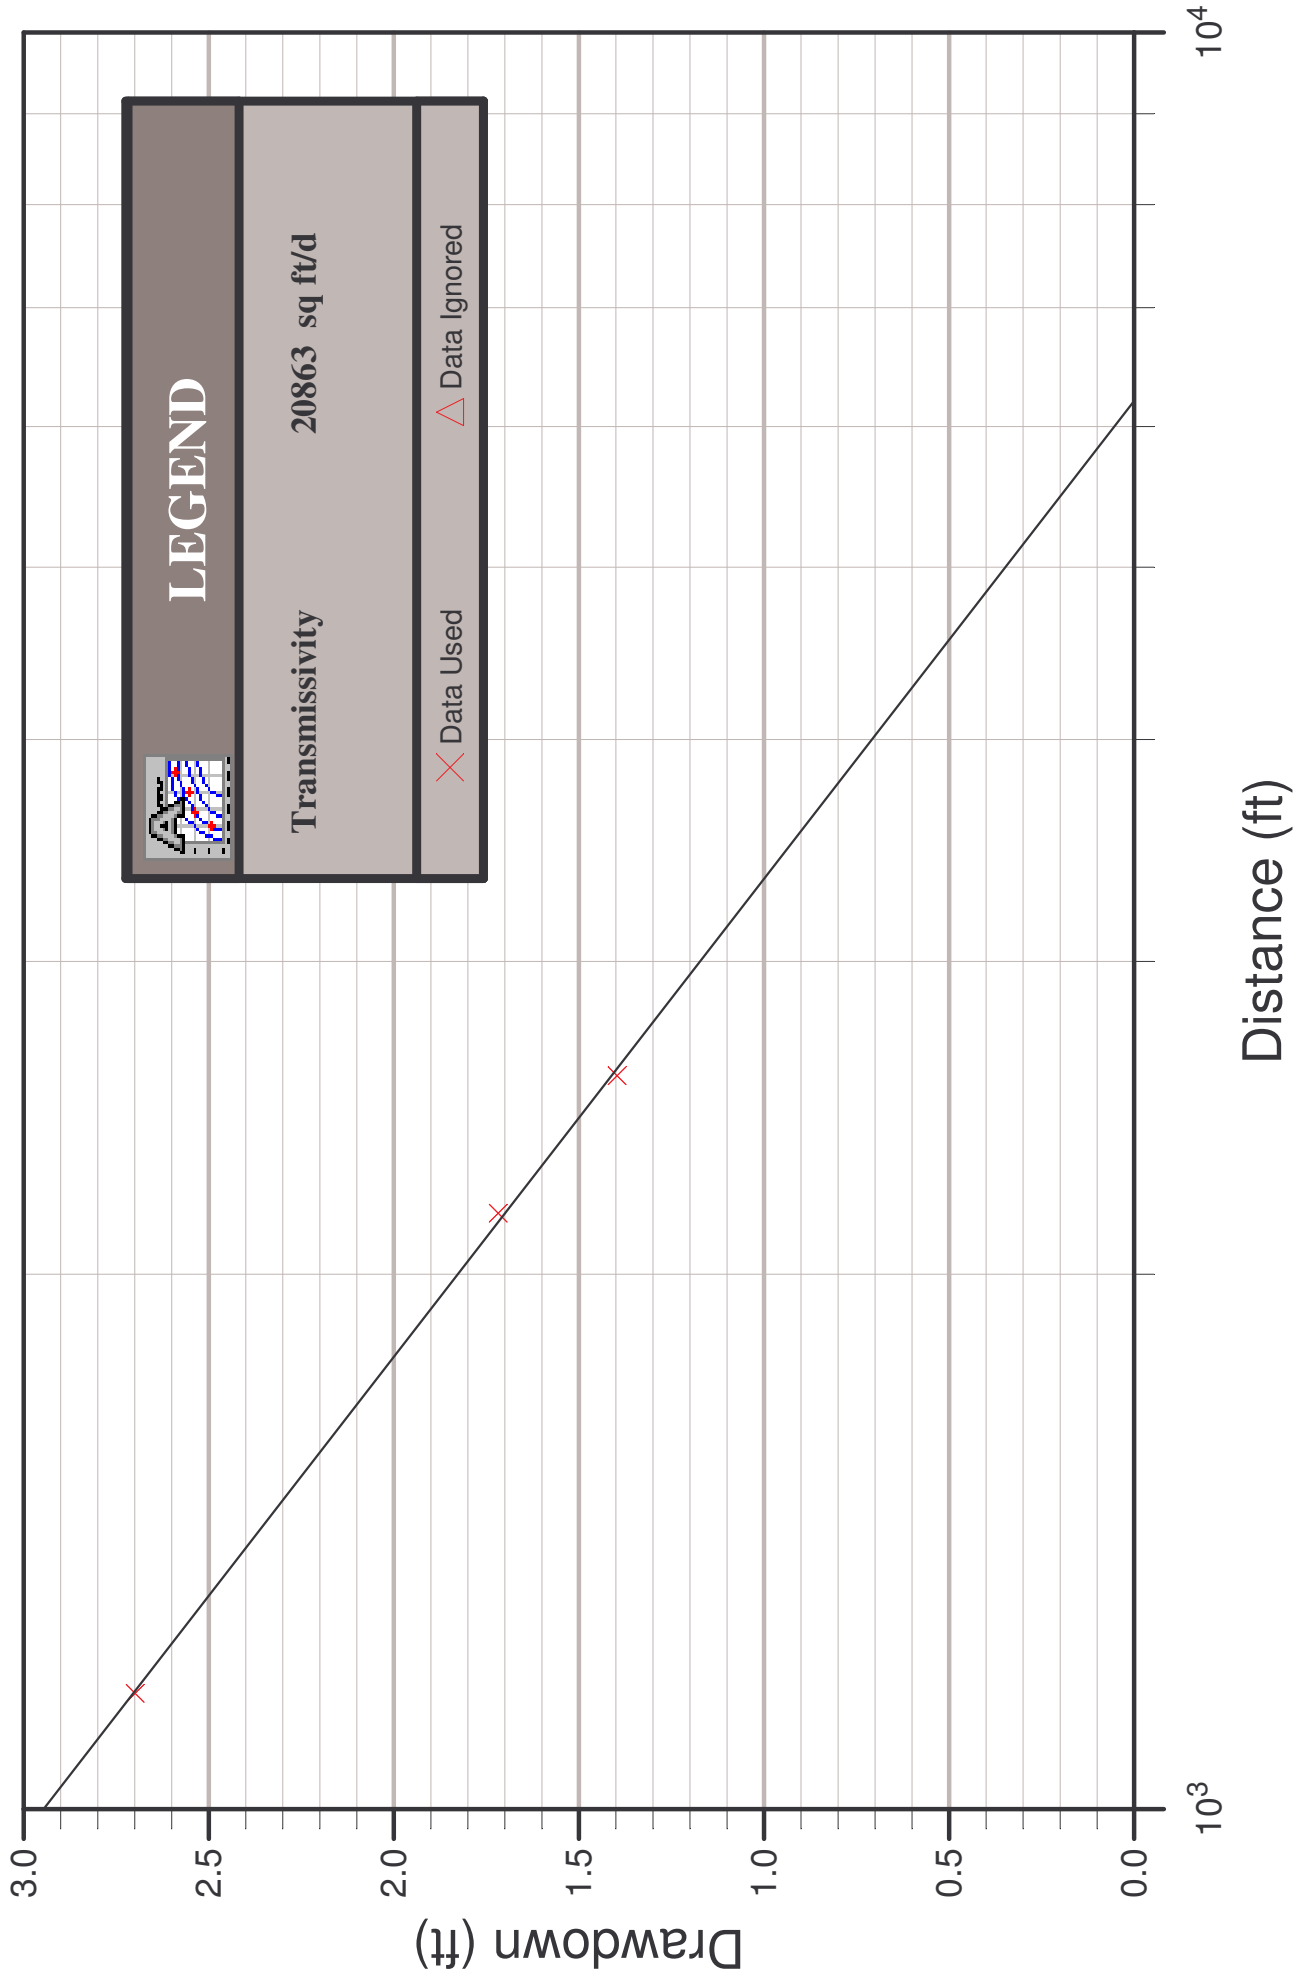 LEGEND
Transmissivity 20863 sq ft/d
Data Used Data Ignored
3.0
2.5
2.0
1.5
1.0
0.5
0.0
Drawdown (ft)
10³ 10⁴
Distance (ft)